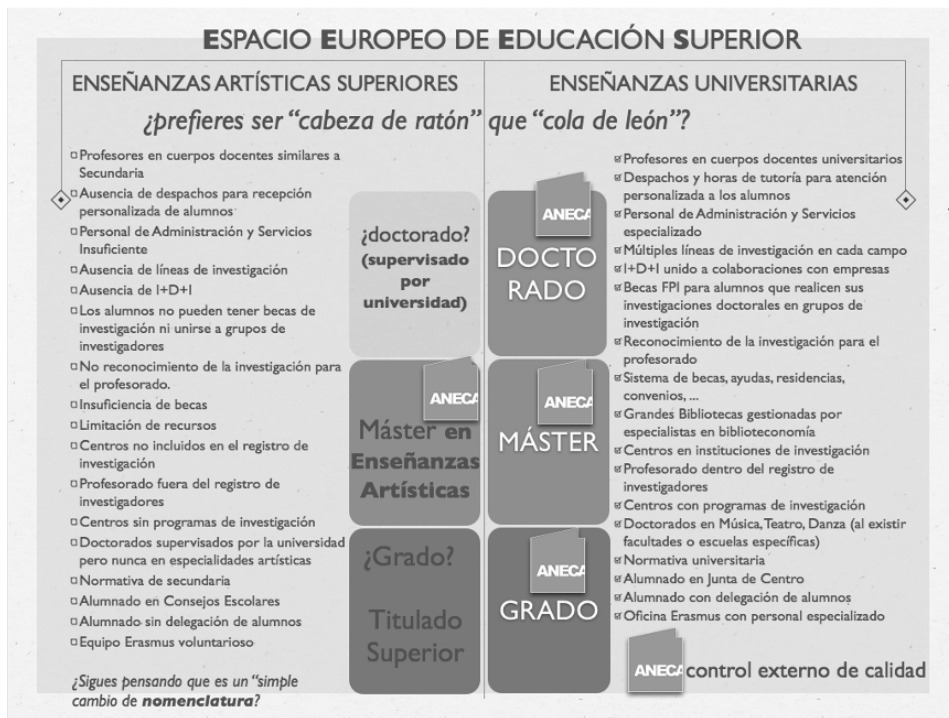 ESPACIO EUROPEO DE EDUCACIÓN SUPERIOR
ENSEÑANZAS ARTÍSTICAS SUPERIORES
ENSEÑANZAS UNIVERSITARIAS
¿prefieres ser “cabeza de ratón” que “cola de león”?
Profesores en cuerpos docentes similares a
Secundaria
Ausencia de despachos para recepción
personalizada de alumnos
Personal de Administración y Servicios
Insuficiente
Ausencia de líneas de investigación
Ausencia de I+D+I
Los alumnos no pueden tener becas de
investigación ni unirse a grupos de
investigadores
No reconocimiento de la investigación para
el profesorado.
Insuficiencia de becas
Limitación de recursos
Centros no incluidos en el registro de
investigación
Profesorado fuera del registro de
investigadores
Centros sin programas de investigación
Doctorados supervisados por la universidad
pero nunca en especialidades artísticas
Normativa de secundaria
Alumnado en Consejos Escolares
Alumnado sin delegación de alumnos
Equipo Erasmus voluntarioso
¿Sigues pensando que es un “simple
cambio de nomenclatura?
¿doctorado?
(supervisado
por
universidad)
ANECA
Máster en
Enseñanzas
Artísticas
¿Grado?
Titulado
Superior
ANECA
DOCTO
RADO
ANECA
MÁSTER
ANECA
GRADO
Profesores en cuerpos docentes universitarios
Despachos y horas de tutoría para atención
personalizada a los alumnos
Personal de Administración y Servicios
especializado
Múltiples líneas de investigación en cada campo
I+D+I unido a colaboraciones con empresas
Becas FPI para alumnos que realicen sus
investigaciones doctorales en grupos de
investigación
Reconocimiento de la investigación para el
profesorado
Sistema de becas, ayudas, residencias,
convenios, ...
Grandes Bibliotecas gestionadas por
especialistas en biblioteconomía
Centros en instituciones de investigación
Profesorado dentro del registro de
investigadores
Centros con programas de investigación
Doctorados en Música, Teatro, Danza (al existir
facultades o escuelas específicas)
Normativa universitaria
Alumnado en Junta de Centro
Alumnado con delegación de alumnos
Oficina Erasmus con personal especializado
ANECA control externo de calidad